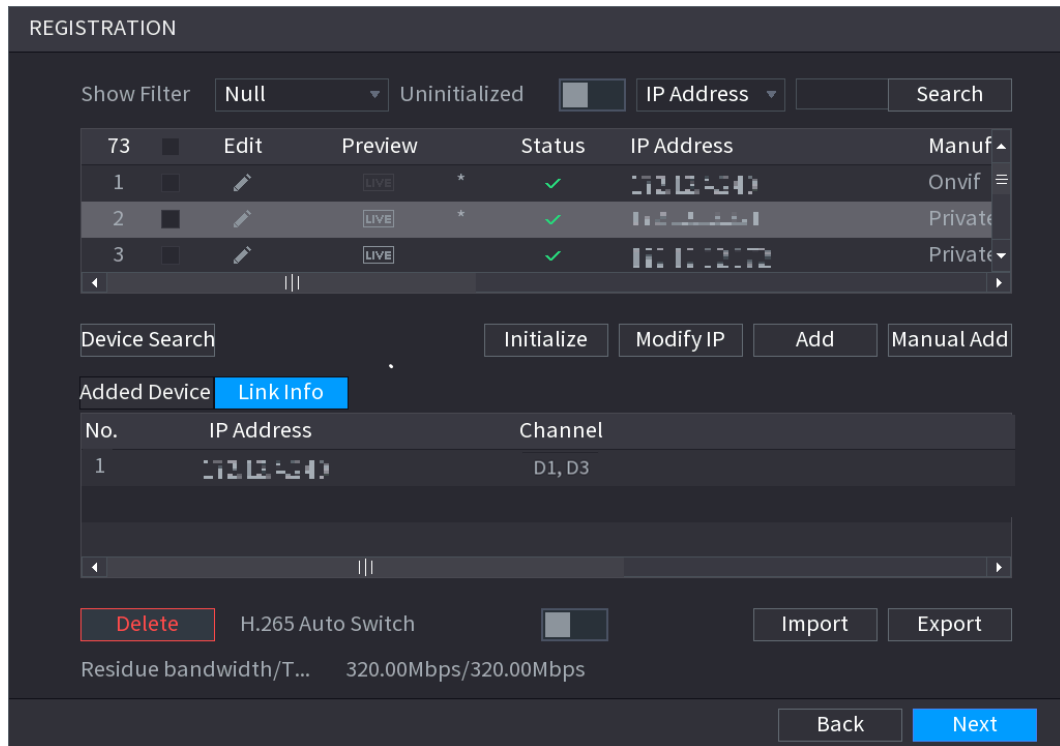 REGISTRATION
Show Filter Null Uninitialized IP Address Search
73 Edit Preview Status IP Address Manuf
1 LIVE * Onvif
2 LIVE * Private
3 LIVE Private
Device Search Initialize Modify IP Add Manual Add
Added Device Link Info
No. IP Address Channel
1 D1, D3
Delete H.265 Auto Switch Import Export
Residue bandwidth/T... 320.00Mbps/320.00Mbps
Back Next